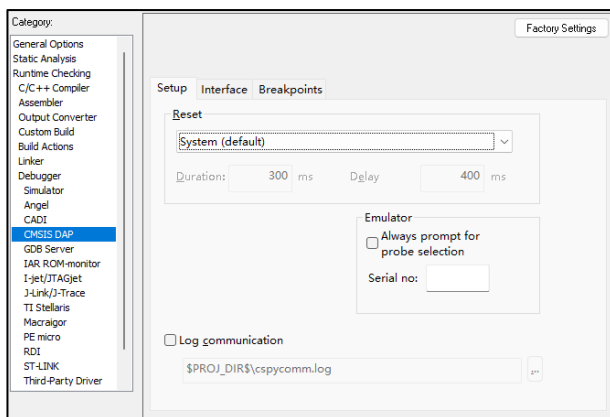 Category:
Factory Settings
General Options
Static Analysis
Runtime Checking
C/C++ Compiler
Assembler
Output Converter
Custom Build
Build Actions
Linker
Debugger
Simulator
Angel
CADI
CMSIS DAP
GDB Server
IAR ROM-monitor
I-jet/JTAGjet
J-Link/J-Trace
TI Stellaris
Macraigor
PE micro
RDI
ST-LINK
Third-Party Driver
Setup Interface Breakpoints
Reset
System (default)
Duration: 300 ms Delay 400 ms
Emulator
Always prompt for
probe selection
Serial no:
Log communication
$PROJ_DIR$\cspycomm.log
...